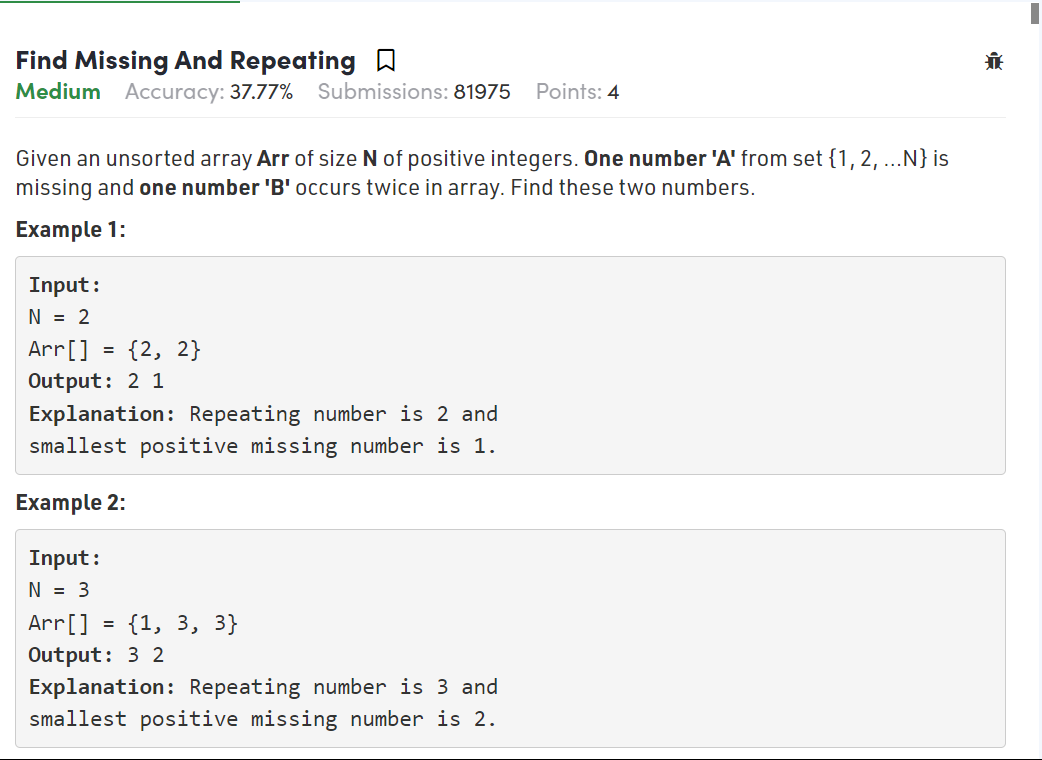 Find Missing And Repeating
Medium Accuracy: 37.77% Submissions: 81975 Points: 4
Given an unsorted array Arr of size N of positive integers. One number 'A' from set {1, 2, ...N} is
missing and one number 'B' occurs twice in array. Find these two numbers.
Example 1:
Input:
N = 2
Arr[] = {2, 2}
Output: 2 1
Explanation: Repeating number is 2 and
smallest positive missing number is 1.
Example 2:
Input:
N = 3
Arr[] = {1, 3, 3}
Output: 3 2
Explanation: Repeating number is 3 and
smallest positive missing number is 2.